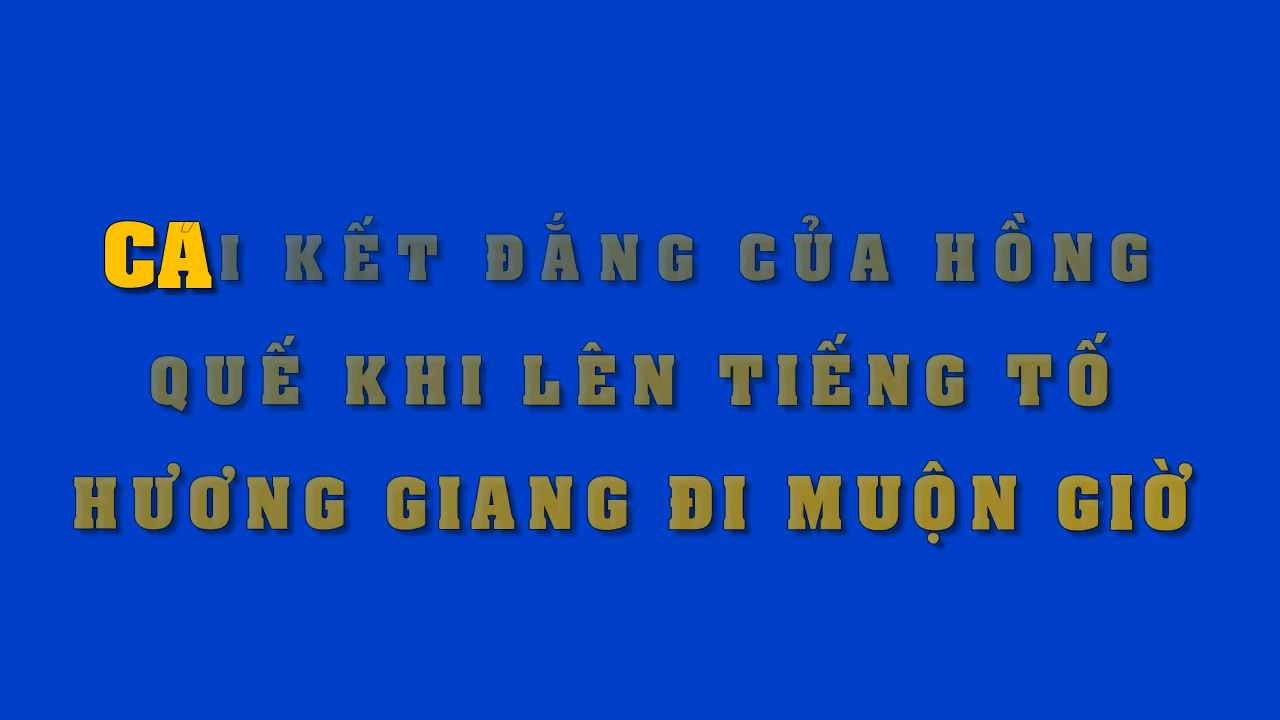 CÁI KẾT ĐẮNG CỦA HỒNG
QUẾ KHI LÊN TIẾNG TỐ
HƯƠNG GIANG ĐI MUỘN GIỜ